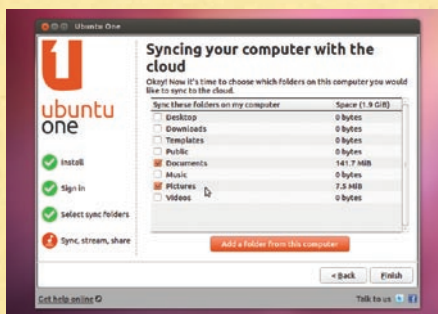 Ubuntu One
ubuntu
one
Install
Sign in
Select sync folders
Sync, stream, share
Syncing your computer with the
cloud
Okay! Now it's time to choose which folders on this computer you would
like to sync to the cloud.
Sync these folders on my computer Space (1.9 GiB)
Desktop 0 bytes
Downloads 0 bytes
Templates 0 bytes
Public 0 bytes
Documents 141.7 MiB
Music 0 bytes
Pictures 7.5 MiB
Videos 0 bytes
Add a folder from this computer
< Back Finish
Get help online Talk to us